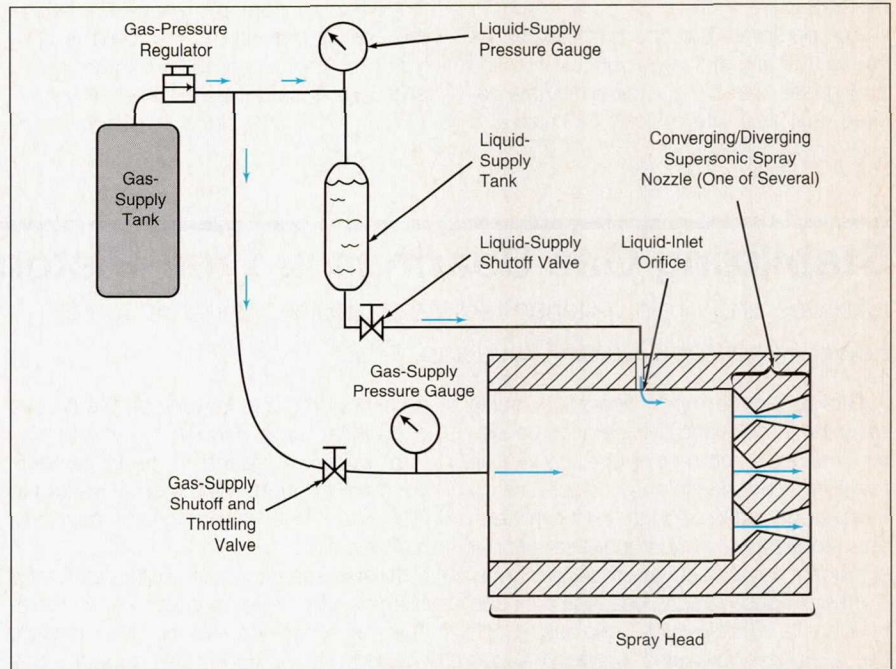 Gas-Pressure
Regulator
Liquid-Supply
Pressure Gauge
Gas-
Supply
Tank
Liquid-
Supply
Tank
Converging/Diverging
Supersonic Spray
Nozzle (One of Several)
Liquid-Supply
Shutoff Valve
Liquid-Inlet
Orifice
Gas-Supply
Pressure Gauge
Gas-Supply
Shutoff and
Throttling
Valve
Spray Head